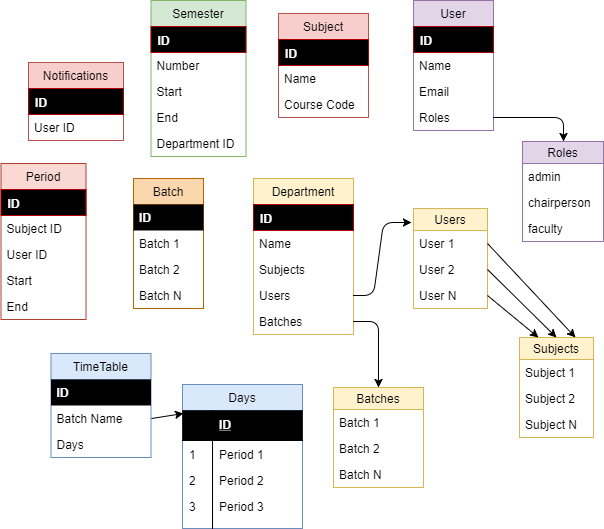 Semester
ID
Number
Start
End
Department ID
Subject
ID
Name
Course Code
User
ID
Name
Email
Roles
Notifications
ID
User ID
Roles
admin
chairperson
faculty
Period
ID
Subject ID
User ID
Start
End
Batch
ID
Batch 1
Batch 2
Batch N
Department
ID
Name
Subjects
Users
Batches
Users
User 1
User 2
User N
Subjects
Subject 1
Subject 2
Subject N
TimeTable
ID
Batch Name
Days
Days
ID
1 Period 1
2 Period 2
3 Period 3
Batches
Batch 1
Batch 2
Batch N